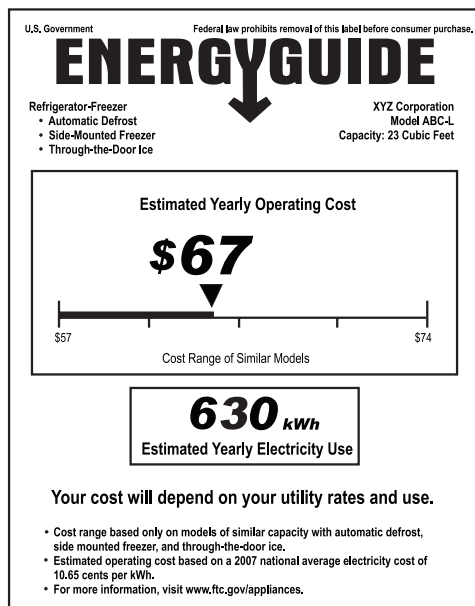 U.S. Government Federal law prohibits removal of this label before consumer purchase.
ENERGYGUIDE
Refrigerator-Freezer
• Automatic Defrost
• Side-Mounted Freezer
• Through-the-Door Ice
XYZ Corporation
Model ABC-L
Capacity: 23 Cubic Feet
Estimated Yearly Operating Cost
$67
$57 $74
Cost Range of Similar Models
630 kWh
Estimated Yearly Electricity Use
Your cost will depend on your utility rates and use.
• Cost range based only on models of similar capacity with automatic defrost,
side mounted freezer, and through-the-door ice.
• Estimated operating cost based on a 2007 national average electricity cost of
10.65 cents per kWh.
• For more information, visit www.ftc.gov/appliances.